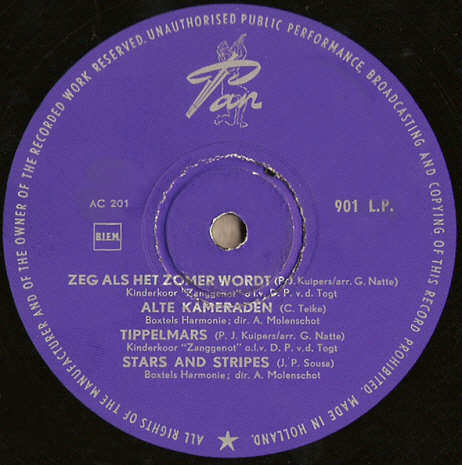 ALL RIGHTS OF THE MANUFACTURER AND OF THE OWNER OF THE RECORDED WORK RESERVED. UNAUTHORISED PUBLIC PERFORMANCE, BROADCASTING AND COPYING OF THIS RECORD PROHIBITED. MADE IN HOLLAND.
Pan
AC 201
901 L.P.
B.I.E.M.
ZEG ALS HET ZOMER WORDT (P.J. Kuipers/arr. G. Natte)
Kinderkoor "Zanggenot" o.l.v. D. P. v.d. Togt
ALTE KAMERADEN (C. Teike)
Boxtels Harmonie; dir. A. Molenschot
TIPPELMARS (P. J. Kuipers/arr. G. Natte)
Kinderkoor "Zanggenot" o.l.v. D. P. v.d. Togt
STARS AND STRIPES (J. P. Sousa)
Boxtels Harmonie; dir. A. Molenschot